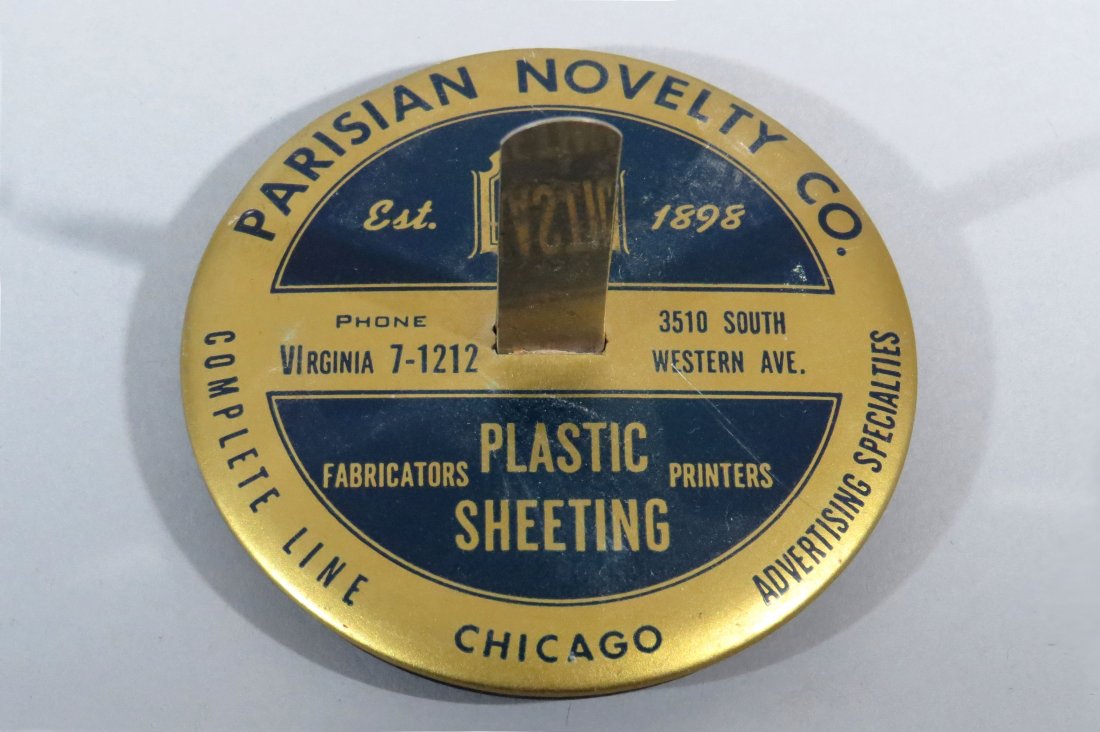 PARISIAN NOVELTY CO.
Est. 1898
PHONE
VIRGINIA 7-1212
3510 SOUTH
WESTERN AVE.
FABRICATORS
PLASTIC
SHEETING
PRINTERS
COMPLETE LINE
ADVERTISING SPECIALTIES
CHICAGO